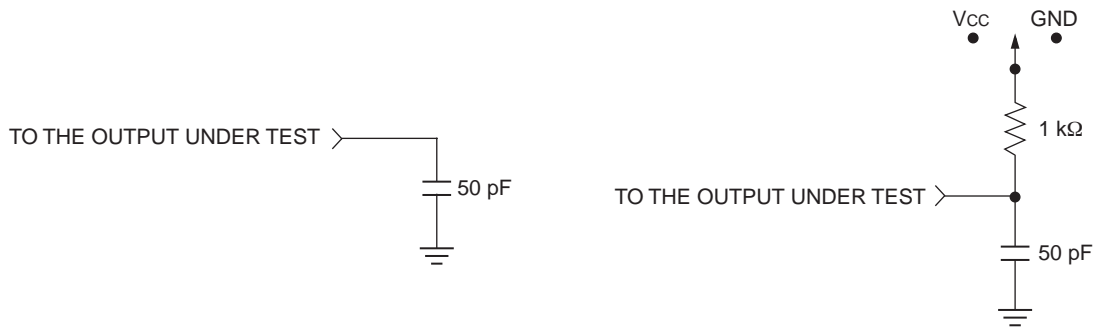 TO THE OUTPUT UNDER TEST
50 pF
Vcc GND
1 kΩ
TO THE OUTPUT UNDER TEST
50 pF